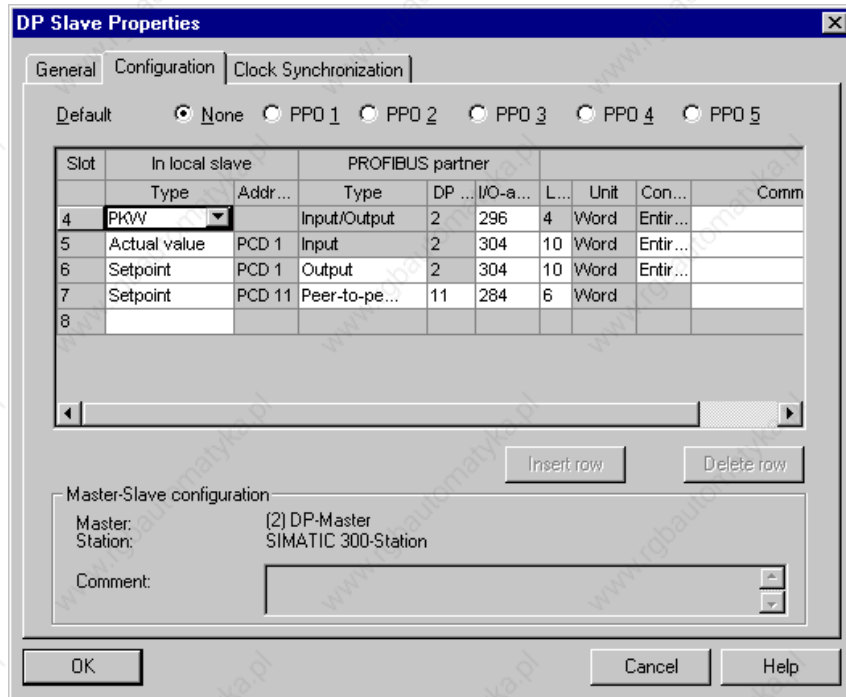 DP Slave Properties
General Configuration Clock Synchronization
Default None PPO 1 PPO 2 PPO 3 PPO 4 PPO 5
Slot In local slave PROFIBUS partner
Type Addr... Type DP ... I/O-a... L... Unit Con... Comm
4 PKW Input/Output 2 296 4 Word Entir...
5 Actual value PCD 1 Input 2 304 10 Word Entir...
6 Setpoint PCD 1 Output 2 304 10 Word Entir...
7 Setpoint PCD 11 Peer-to-pe... 11 284 6 Word
8
Insert row Delete row
Master-Slave configuration
Master: (2) DP-Master
Station: SIMATIC 300-Station
Comment:
OK Cancel Help
www.rgbautomatyka.pl